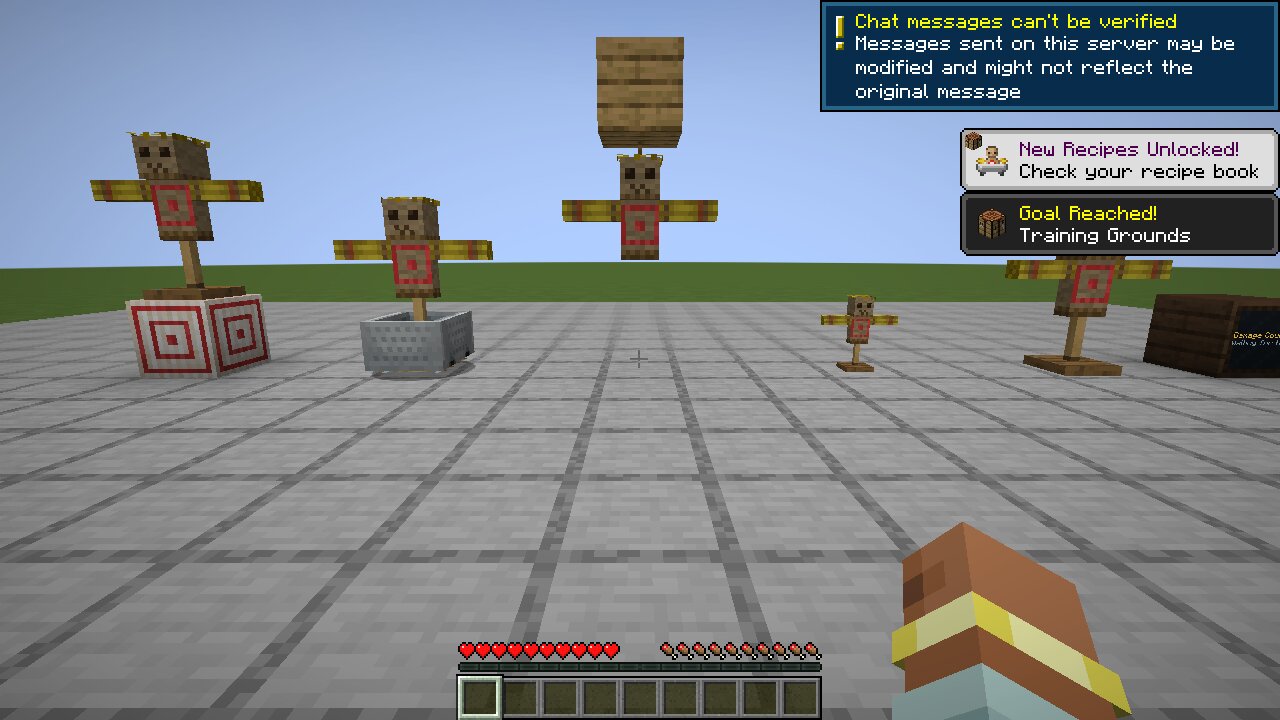 Chat messages can't be verified
Messages sent on this server may be
modified and might not reflect the
original message
New Recipes Unlocked!
Check your recipe book
Goal Reached!
Training Grounds
Damage